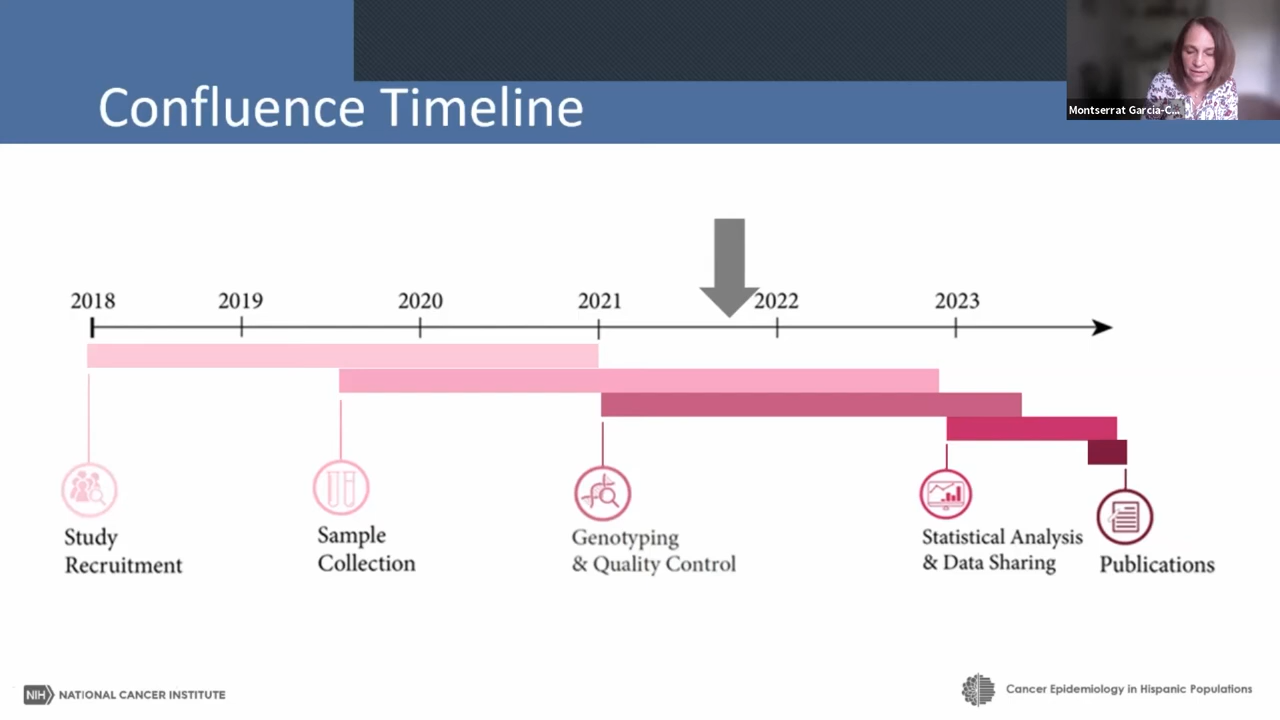 Confluence Timeline
Montserrat Garcia-C...
2018 2019 2020 2021 2022 2023
Study
Recruitment
Sample
Collection
Genotyping
& Quality Control
Statistical Analysis
& Data Sharing
Publications
NIH NATIONAL CANCER INSTITUTE
Cancer Epidemiology in Hispanic Populations